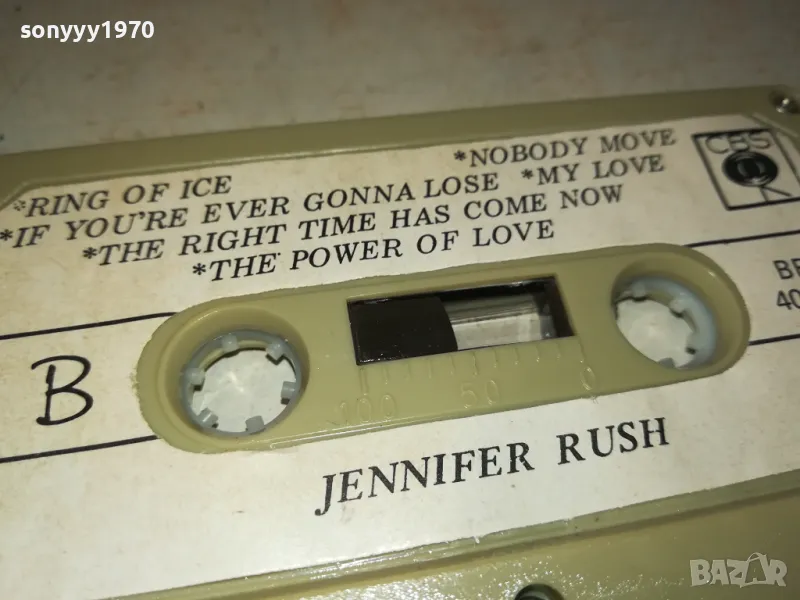 sonyyy1970
*RING OF ICE *NOBODY MOVE
*IF YOU'RE EVER GONNA LOSE *MY LOVE
*THE RIGHT TIME HAS COME NOW
*THE POWER OF LOVE
CBS
B
100 50 0
JENNIFER RUSH
BAZAR